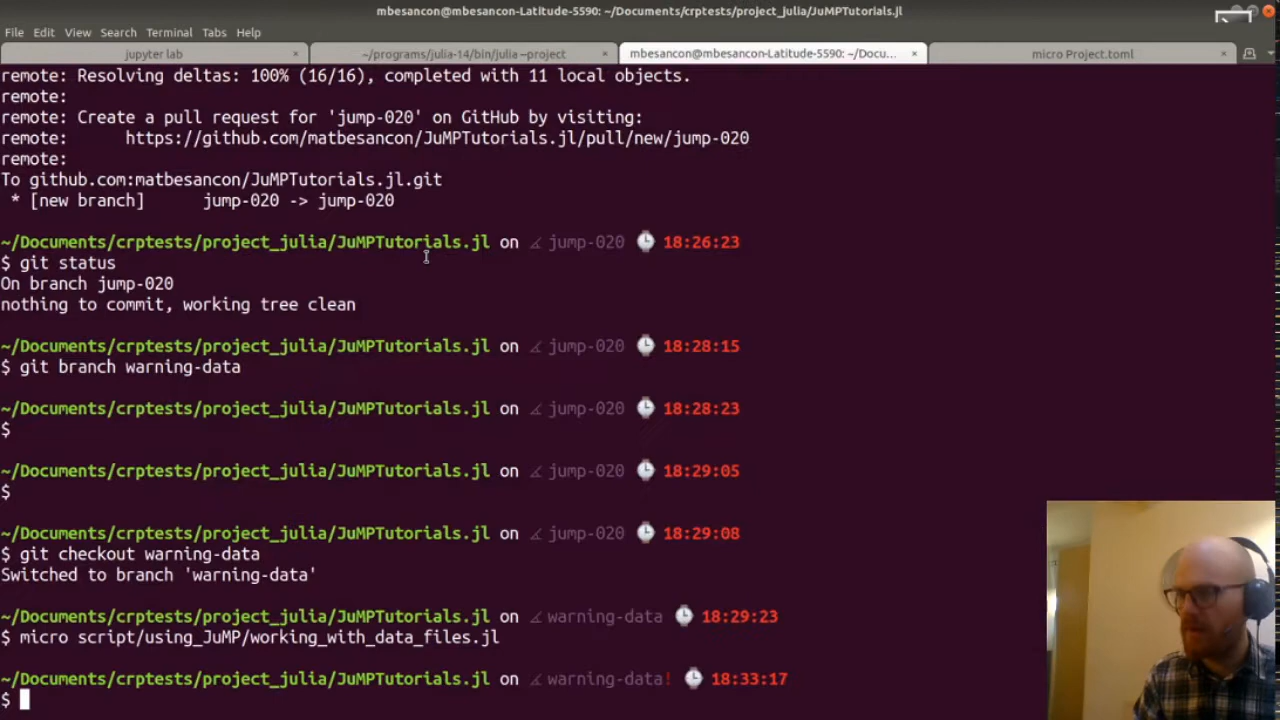 mbesancon@mbesancon-Latitude-5590: ~/Documents/crptests/project_julia/JuMPTutorials.jl
File Edit View Search Terminal Tabs Help
jupyter lab × ~/programs/julia-14/bin/julia --project × mbesancon@mbesancon-Latitude-5590: ~/Docu... × micro Project.toml ×
remote: Resolving deltas: 100% (16/16), completed with 11 local objects.
remote:
remote: Create a pull request for 'jump-020' on GitHub by visiting:
remote:      https://github.com/matbesancon/JuMPTutorials.jl/pull/new/jump-020
remote:
To github.com:matbesancon/JuMPTutorials.jl.git
 * [new branch]      jump-020 -> jump-020
~/Documents/crptests/project_julia/JuMPTutorials.jl on jump-020 18:26:23
$ git status
On branch jump-020
nothing to commit, working tree clean
~/Documents/crptests/project_julia/JuMPTutorials.jl on jump-020 18:28:15
$ git branch warning-data
~/Documents/crptests/project_julia/JuMPTutorials.jl on jump-020 18:28:23
$
~/Documents/crptests/project_julia/JuMPTutorials.jl on jump-020 18:29:05
$
~/Documents/crptests/project_julia/JuMPTutorials.jl on jump-020 18:29:08
$ git checkout warning-data
Switched to branch 'warning-data'
~/Documents/crptests/project_julia/JuMPTutorials.jl on warning-data 18:29:23
$ micro script/using_JuMP/working_with_data_files.jl
~/Documents/crptests/project_julia/JuMPTutorials.jl on warning-data! 18:33:17
$